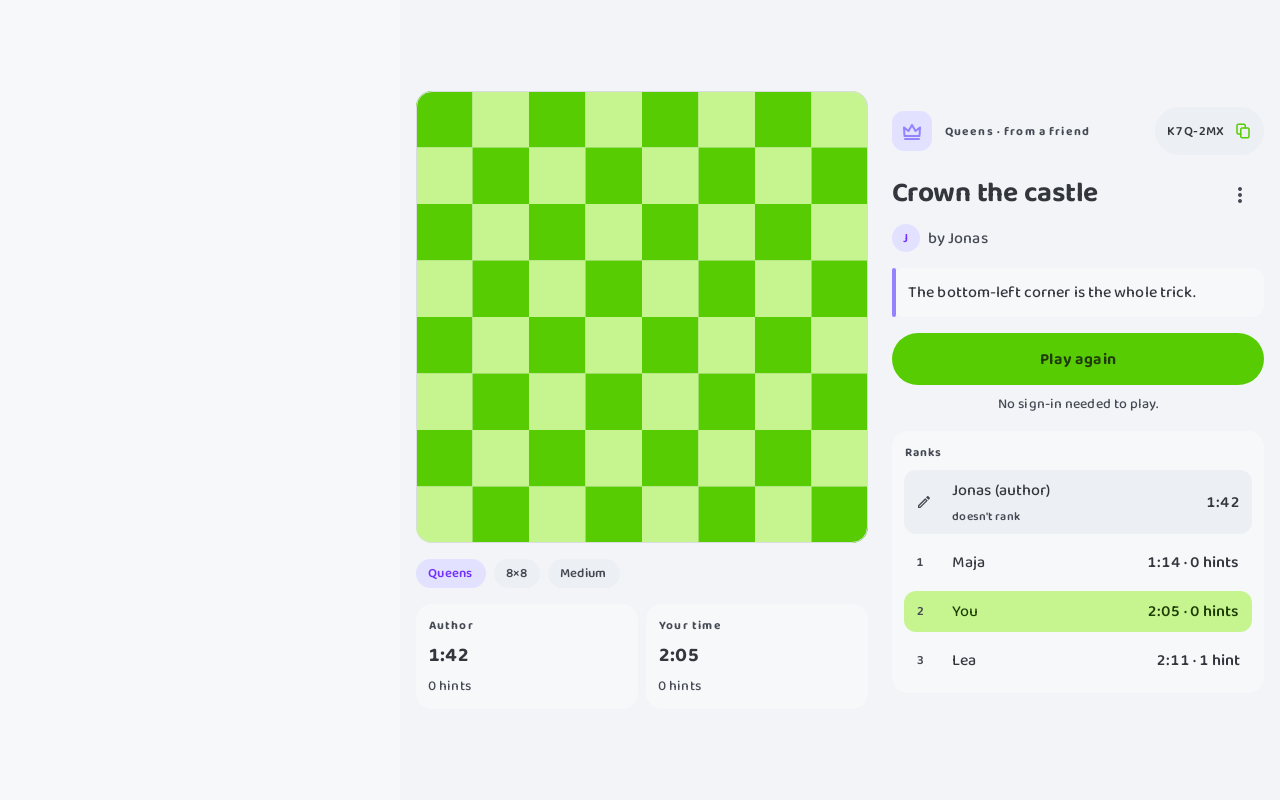 Queens · from a friend
K7Q-2MX
Crown the castle
J
by Jonas
The bottom-left corner is the whole trick.
Play again
No sign-in needed to play.
Ranks
Jonas (author)
doesn't rank
1:42
1 Maja 1:14 · 0 hints
2 You 2:05 · 0 hints
3 Lea 2:11 · 1 hint
Queens
8×8
Medium
Author
1:42
0 hints
Your time
2:05
0 hints